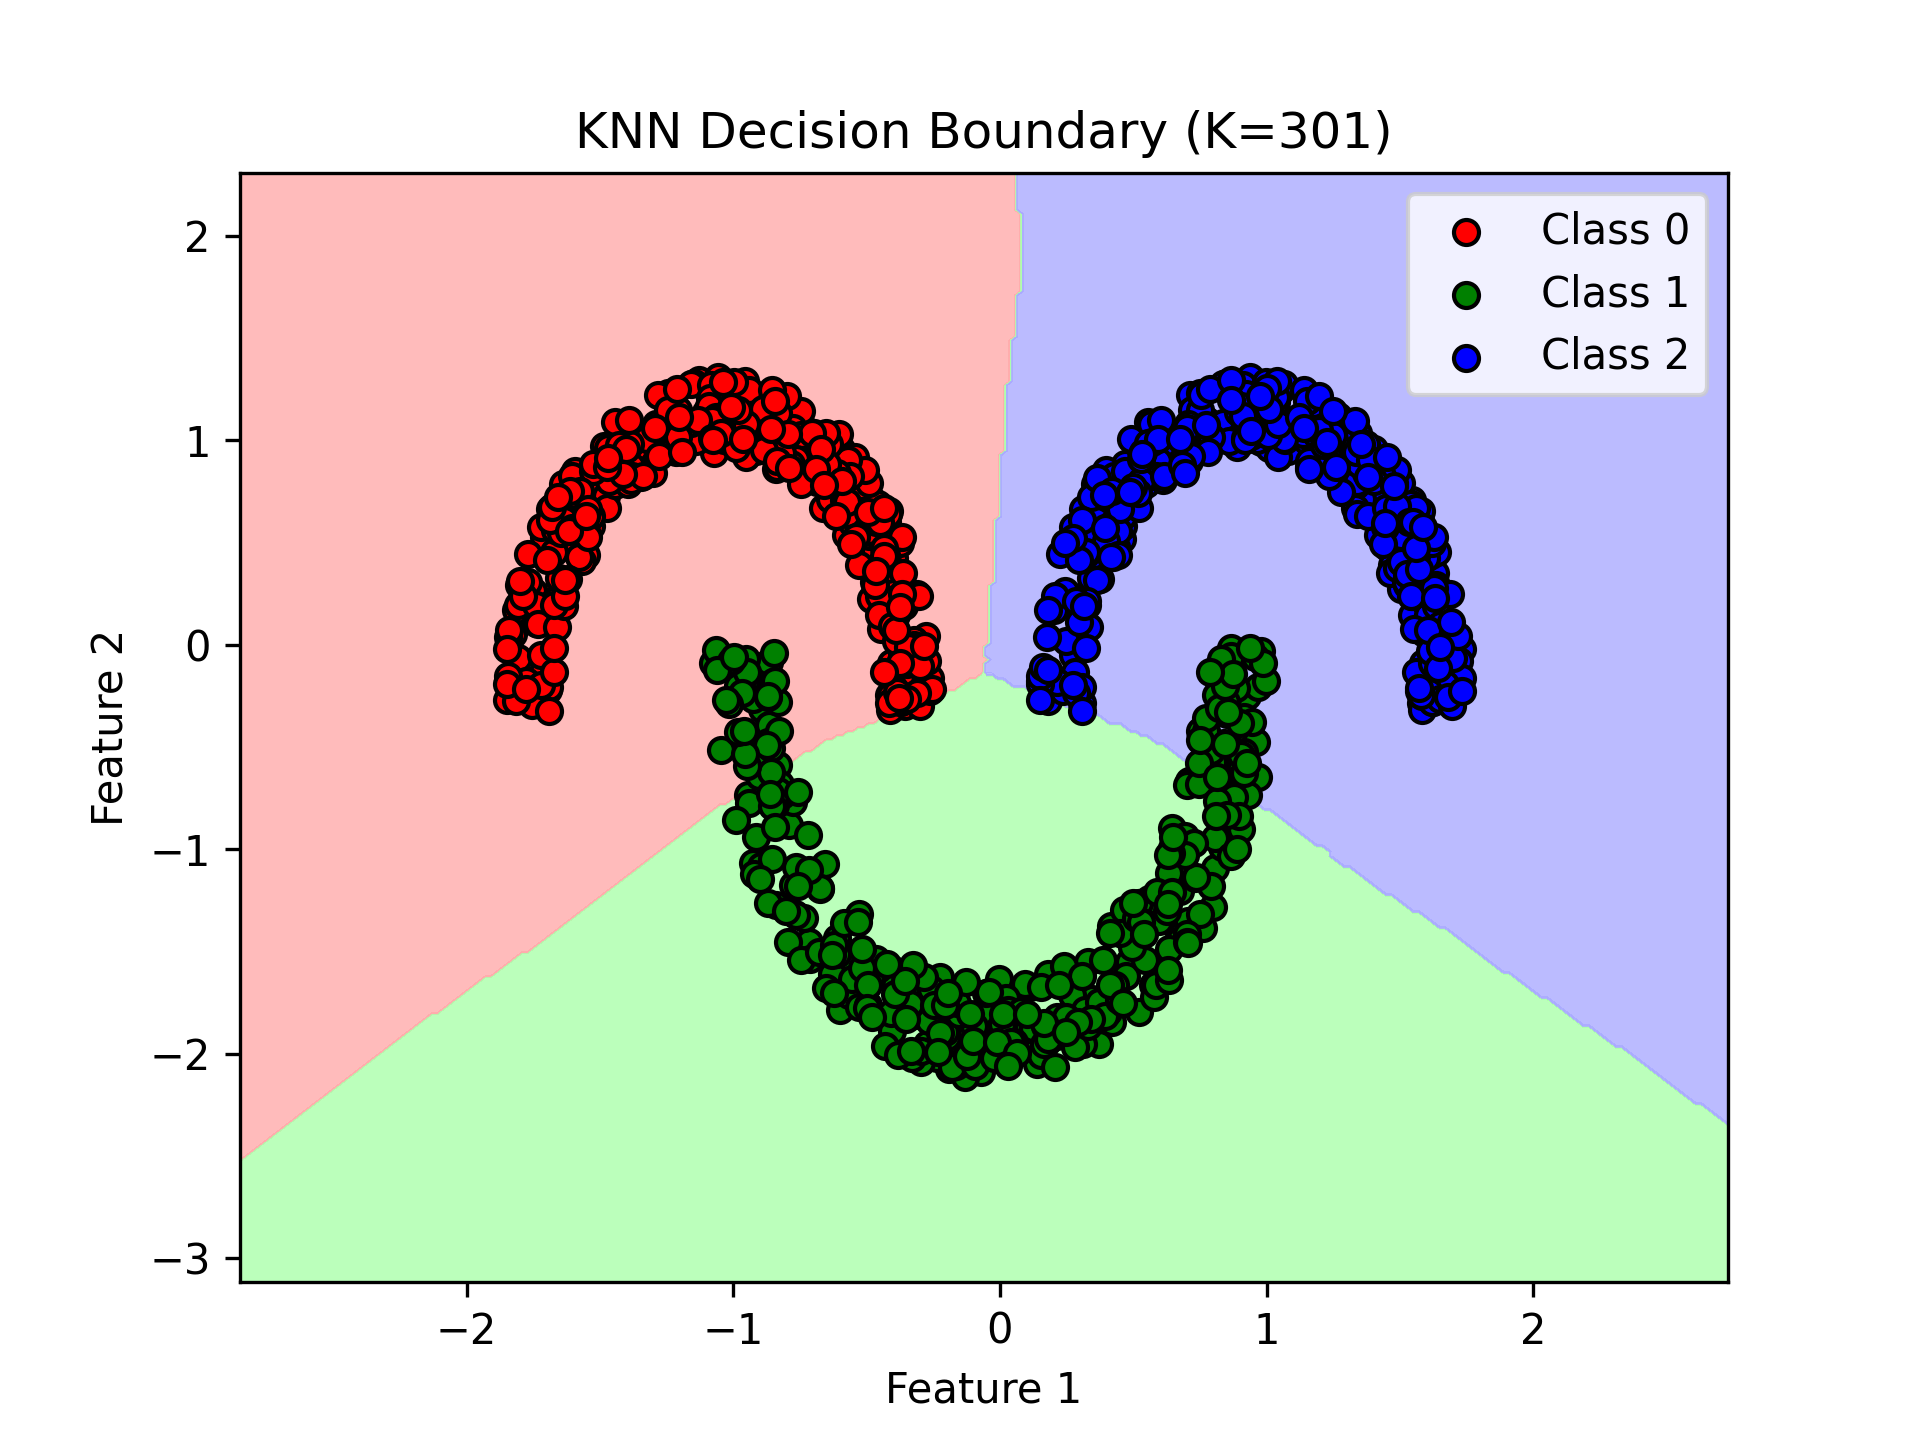 KNN Decision Boundary (K=301)
Class 0
Class 1
Class 2
2
1
0
−1
−2
−3
Feature 2
−2 −1 0 1 2
Feature 1